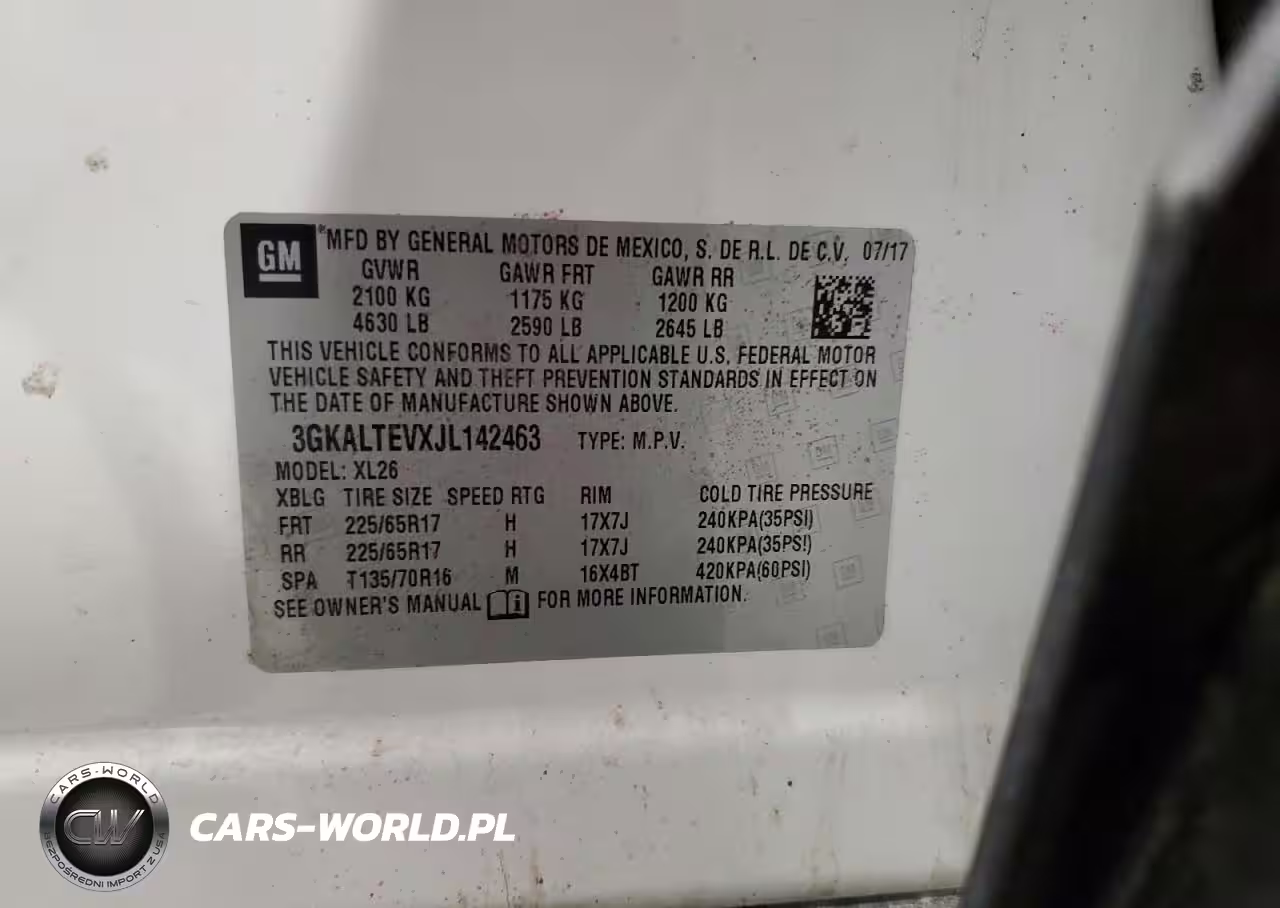 GM
MFD BY GENERAL MOTORS DE MEXICO, S. DE R.L. DE C.V. 07/17
GVWR GAWR FRT GAWR RR
2100 KG 1175 KG 1200 KG
4630 LB 2590 LB 2645 LB
THIS VEHICLE CONFORMS TO ALL APPLICABLE U.S. FEDERAL MOTOR
VEHICLE SAFETY AND THEFT PREVENTION STANDARDS IN EFFECT ON
THE DATE OF MANUFACTURE SHOWN ABOVE.
3GKALTEVXJL142463 TYPE: M.P.V.
MODEL: XL26
XBLG TIRE SIZE SPEED RTG RIM COLD TIRE PRESSURE
FRT 225/65R17 H 17X7J 240KPA(35PSI)
RR 225/65R17 H 17X7J 240KPA(35PSI)
SPA T135/70R16 M 16X4BT 420KPA(60PSI)
SEE OWNER'S MANUAL FOR MORE INFORMATION.
CARS-WORLD
CW
BEZPOŚREDNI IMPORT Z USA
CARS-WORLD.PL